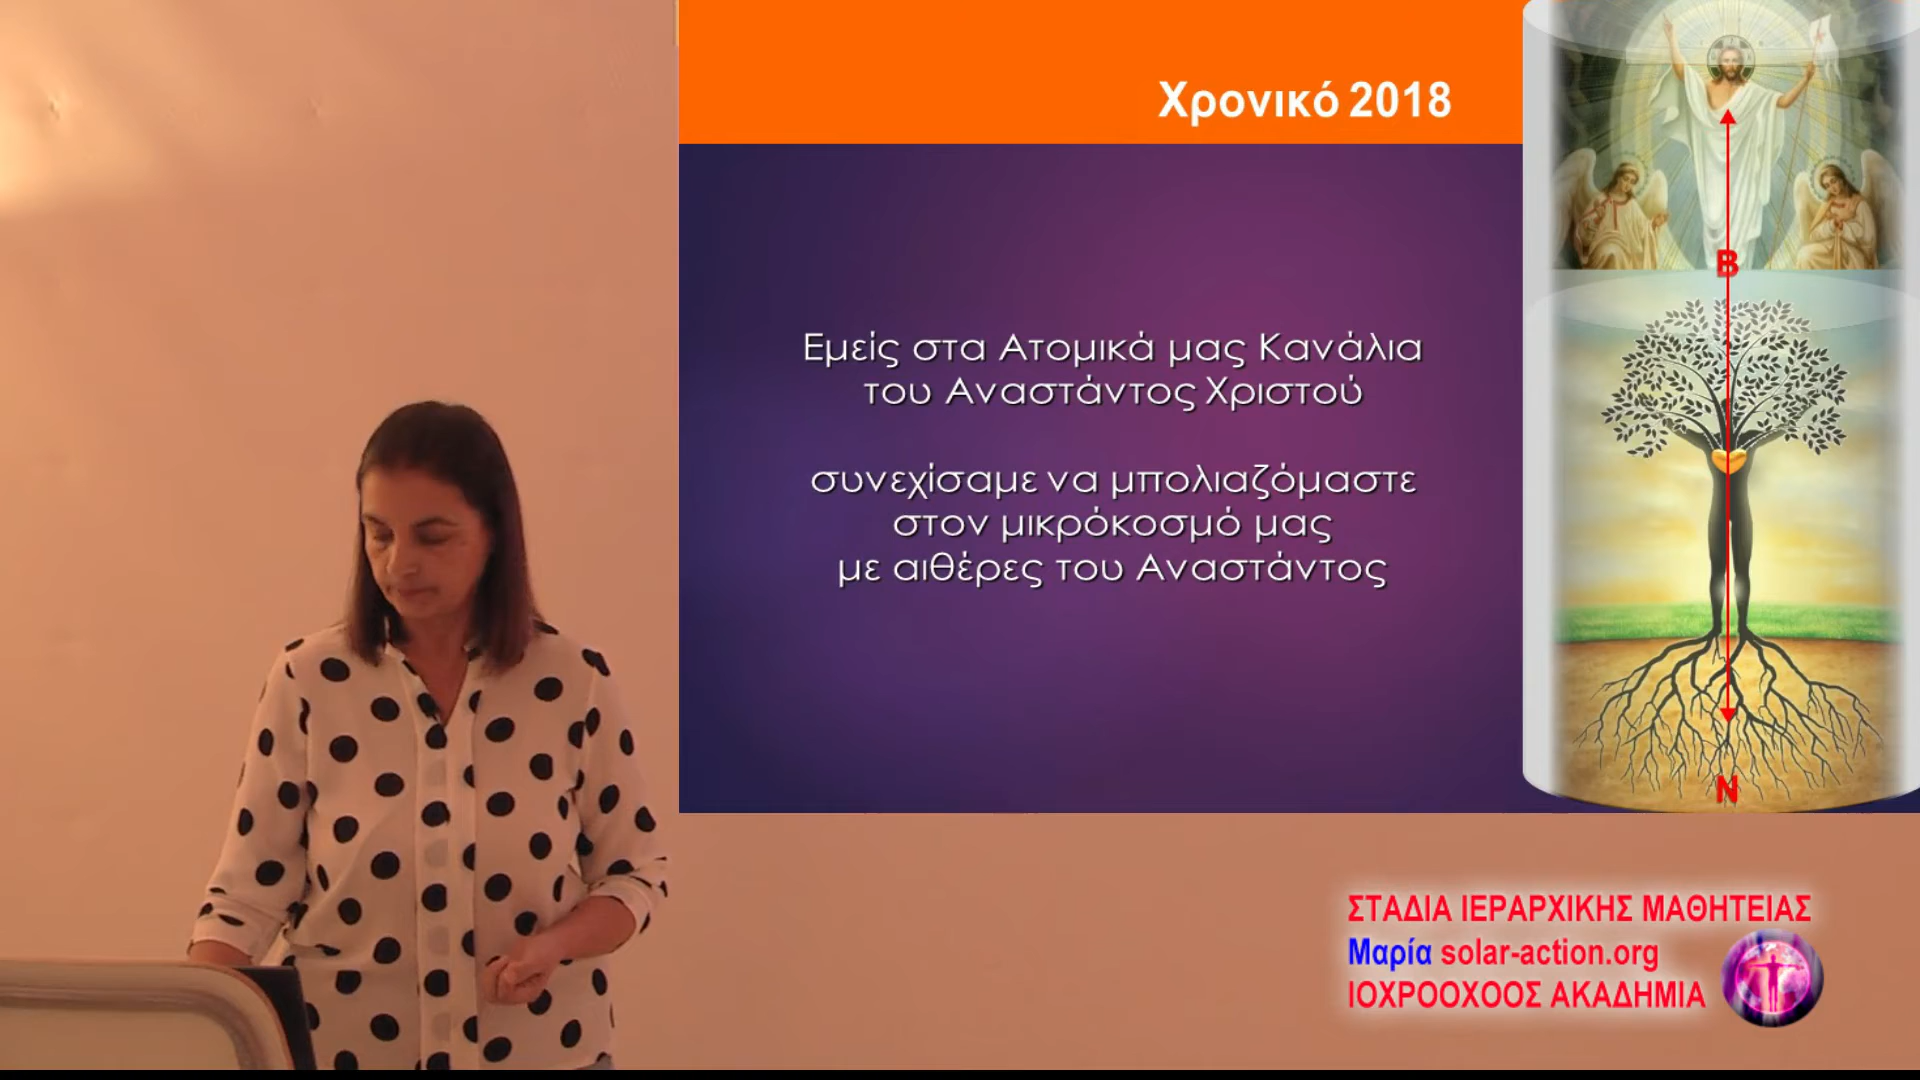 Χρονικό 2018
Εμείς στα Ατομικά μας Κανάλια
του Αναστάντος Χριστού
συνεχίσαμε να μπολιαζόμαστε
στον μικρόκοσμό μας
με αιθέρες του Αναστάντος
Β
Ν
ΣΤΑΔΙΑ ΙΕΡΑΡΧΙΚΗΣ ΜΑΘΗΤΕΙΑΣ
Μαρία solar-action.org
ΙΟΧΡΟΟΧΟΟΣ ΑΚΑΔΗΜΙΑ